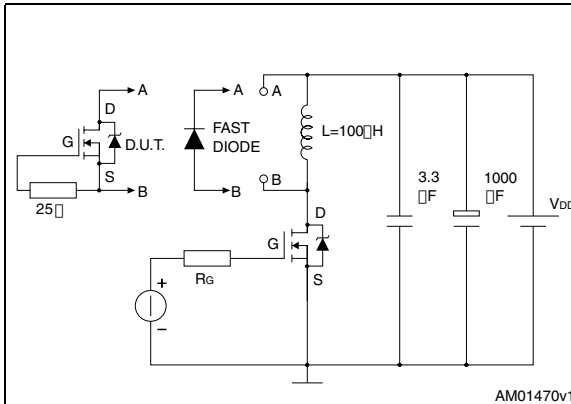 A
D
G
D.U.T.
S
B
25▯
A
FAST
DIODE
B
A
L=100▯H
B
D
G
S
RG
+
–
3.3
▯F
1000
▯F
VDD
AM01470v1